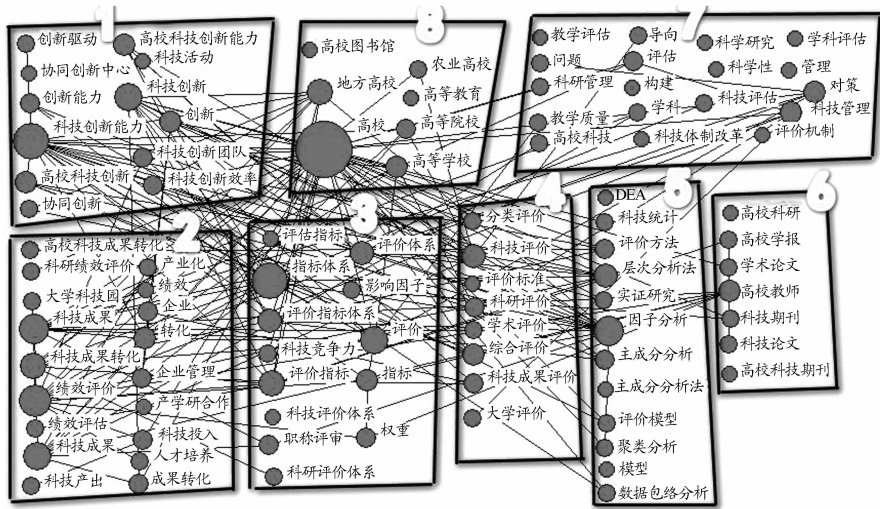 1
创新驱动
高校科技创新能力
科技活动
协同创新中心
科技创新
创新能力
创新
科技创新能力
科技创新团队
高校科技创新
科技创新效率
协同创新
8
高校图书馆
农业高校
地方高校
高等教育
高校
高等院校
高等学校
7
教学评估
导向
科学研究
学科评估
问题
评估
科学性
管理
科研管理
构建
对策
科技评估
教学质量
学科
科技管理
高校科技
科技体制改革
评价机制
2
高校科技成果转化
产业化
科研绩效评价
绩效
大学科技园
企业
科技成果
转化
科技成果转化
企业管理
绩效评价
产学研合作
绩效评估
科技投入
科技成果
人才培养
科技产出
成果转化
3
评估指标
评价体系
指标体系
影响因子
评价指标体系
评价
科技竞争力
评价指标
指标
科技评价体系
权重
职称评审
科研评价体系
4
分类评价
科技评价
评价标准
科研评价
学术评价
综合评价
科技成果评价
大学评价
5
DEA
科技统计
评价方法
层次分析法
实证研究
因子分析
主成分分析
主成分分析法
评价模型
聚类分析
模型
数据包络分析
6
高校科研
高校学报
学术论文
高校教师
科技期刊
科技论文
高校科技期刊